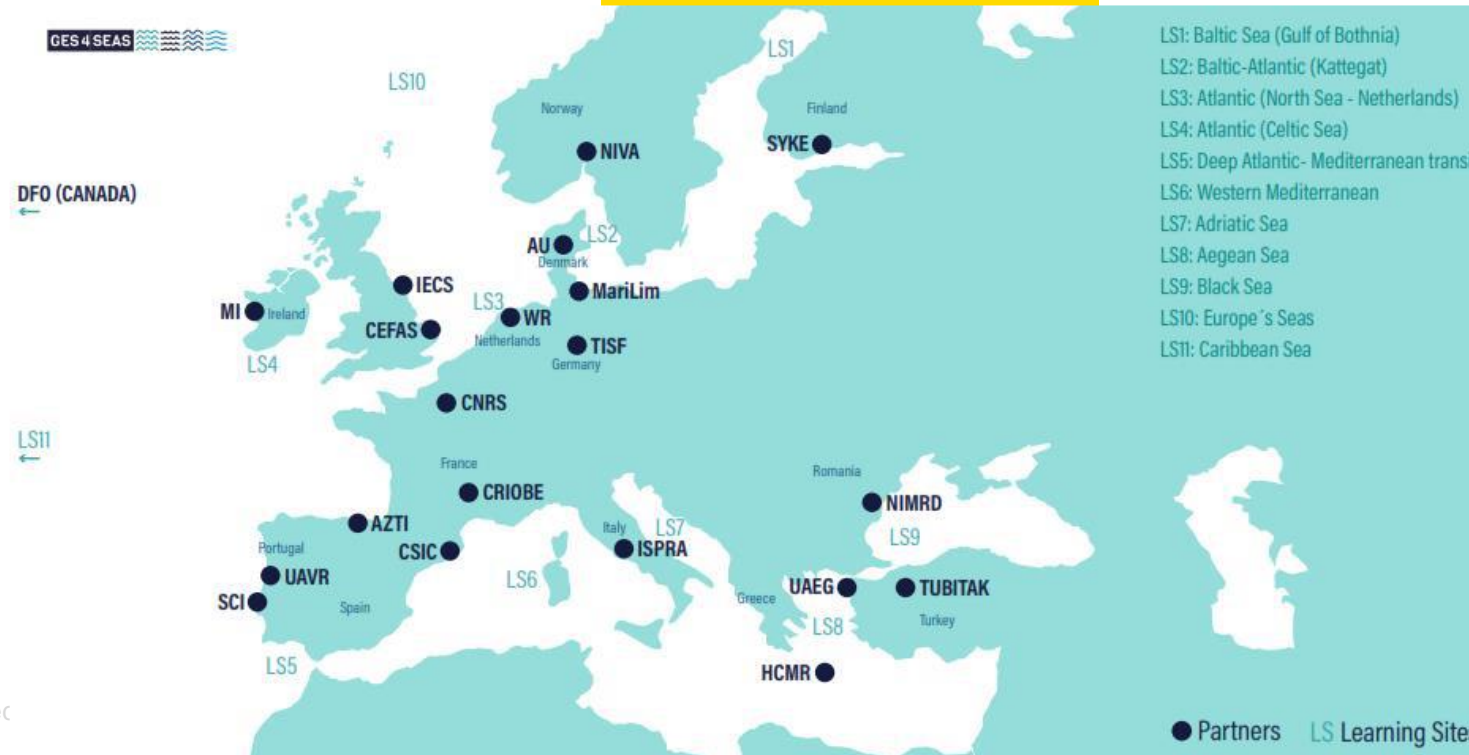 GES4SEAS
LS1: Baltic Sea (Gulf of Bothnia)
LS2: Baltic-Atlantic (Kattegat)
LS3: Atlantic (North Sea - Netherlands)
LS4: Atlantic (Celtic Sea)
LS5: Deep Atlantic- Mediterranean transi
LS6: Western Mediterranean
LS7: Adriatic Sea
LS8: Aegean Sea
LS9: Black Sea
LS10: Europe´s Seas
LS11: Caribbean Sea
LS1
LS10
Norway
Finland
SYKE
NIVA
DFO (CANADA)
←
LS2
AU
Denmark
IECS
MariLim
LS3
MI
Ireland
WR
CEFAS
Netherlands
TISF
LS4
Germany
CNRS
LS11
←
France
Romania
CRIOBE
NIMRD
AZTI
Italy
LS7
LS9
Portugal
CSIC
ISPRA
UAVR
LS6
UAEG
TUBITAK
SCI
Spain
Greece
Turkey
LS8
LS5
HCMR
Partners
LS Learning Site